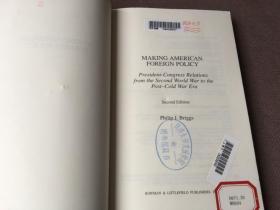 MAKING AMERICAN
FOREIGN POLICY
President-Congress Relations
from the Second World War to the
Post–Cold War Era
Second Edition
Philip J. Briggs
ROWMAN & LITTLEFIELD PUBLISHERS